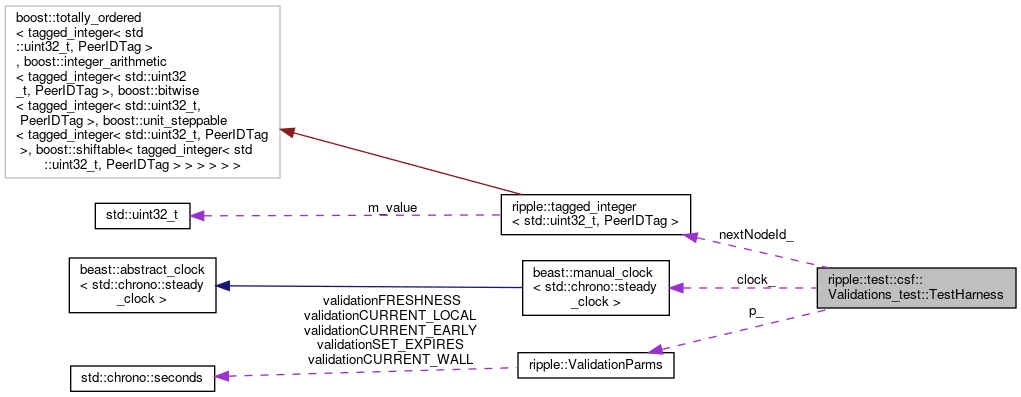 boost::totally_ordered
< tagged_integer< std
::uint32_t, PeerIDTag >
, boost::integer_arithmetic
< tagged_integer< std::uint32
_t, PeerIDTag >, boost::bitwise
< tagged_integer< std::uint32_t,
PeerIDTag >, boost::unit_steppable
< tagged_integer< std::uint32_t, PeerIDTag
>, boost::shiftable< tagged_integer< std
::uint32_t, PeerIDTag > > > > > >
std::uint32_t
m_value
ripple::tagged_integer
< std::uint32_t, PeerIDTag >
nextNodeId_
beast::abstract_clock
< std::chrono::steady
_clock >
beast::manual_clock
< std::chrono::steady
_clock >
clock_
ripple::test::csf::
Validations_test::TestHarness
validationFRESHNESS
validationCURRENT_LOCAL
validationCURRENT_EARLY
validationSET_EXPIRES
validationCURRENT_WALL
p_
std::chrono::seconds
ripple::ValidationParms